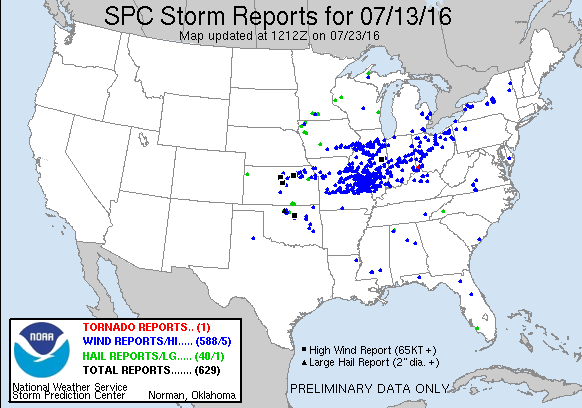 SPC Storm Reports for 07/13/16
Map updated at 1212Z on 07/23/16
TORNADO REPORTS.. (1)
WIND REPORTS/HI..... (588/5)
HAIL REPORTS/LG..... (40/1)
TOTAL REPORTS....... (629)
NOAA
National Weather Service
Storm Prediction Center Norman, Oklahoma
High Wind Report (65KT +)
Large Hail Report (2" dia. +)
PRELIMINARY DATA ONLY